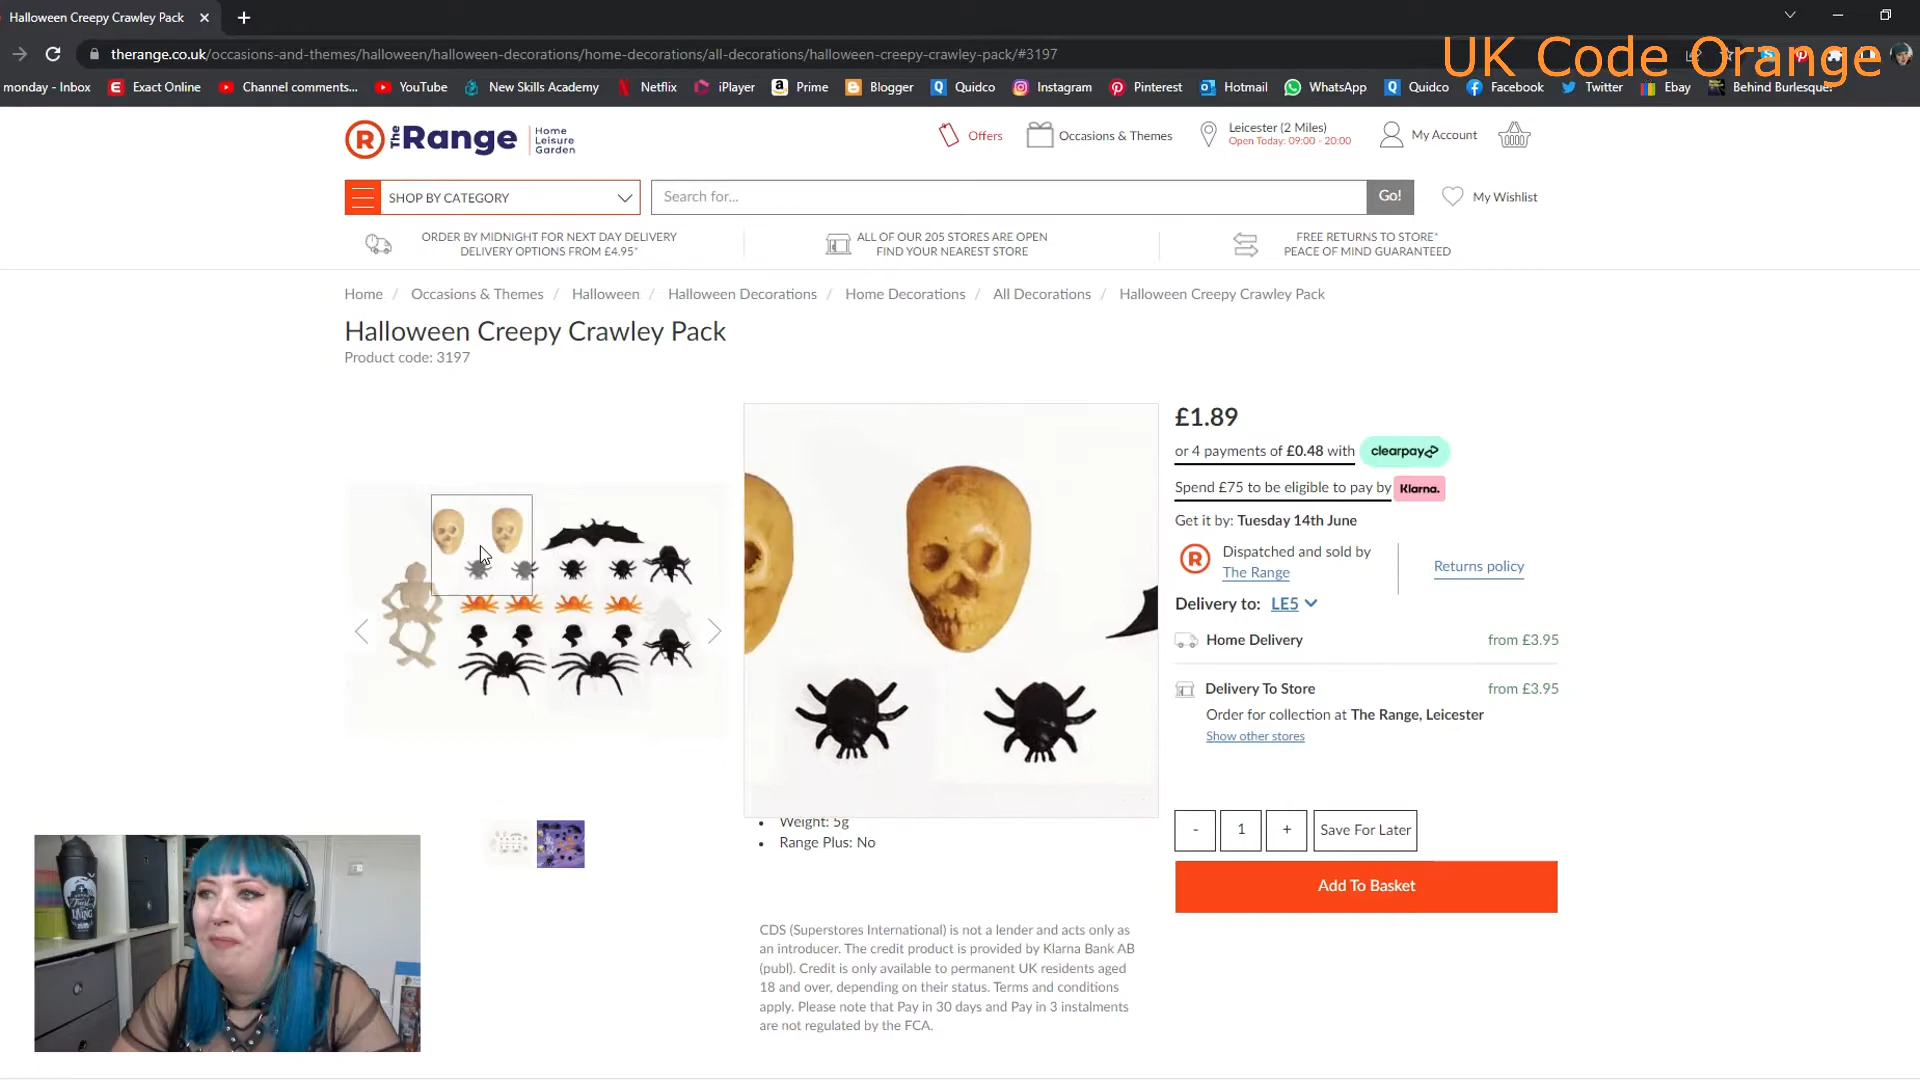 Halloween Creepy Crawley Pack
therange.co.uk/occasions-and-themes/halloween/halloween-decorations/home-decorations/all-decorations/halloween-creepy-crawley-pack/#3197
UK Code Orange
monday - Inbox Exact Online Channel comments... YouTube New Skills Academy Netflix iPlayer Prime Blogger Quidco Instagram Pinterest Hotmail WhatsApp Quidco Facebook Twitter Ebay Behind Burlesque:
The Range Home Leisure Garden
Offers Occasions & Themes Leicester (2 Miles) My Account
Open Today: 09:00 - 20:00
SHOP BY CATEGORY Search for... Go! My Wishlist
ORDER BY MIDNIGHT FOR NEXT DAY DELIVERY
DELIVERY OPTIONS FROM £4.95*
ALL OF OUR 205 STORES ARE OPEN
FIND YOUR NEAREST STORE
FREE RETURNS TO STORE*
PEACE OF MIND GUARANTEED
Home / Occasions & Themes / Halloween / Halloween Decorations / Home Decorations / All Decorations / Halloween Creepy Crawley Pack
Halloween Creepy Crawley Pack
Product code: 3197
£1.89
or 4 payments of £0.48 with clearpay
Spend £75 to be eligible to pay by Klarna.
Get it by: Tuesday 14th June
Dispatched and sold by
The Range
Returns policy
Delivery to: LE5
Home Delivery from £3.95
Delivery To Store from £3.95
Order for collection at The Range, Leicester
Show other stores
- 1 + Save For Later
Add To Basket
Weight: 5g
Range Plus: No
CDS (Superstores International) is not a lender and acts only as
an introducer. The credit product is provided by Klarna Bank AB
(publ). Credit is only available to permanent UK residents aged
18 and over, depending on their status. Terms and conditions
apply. Please note that Pay in 30 days and Pay in 3 instalments
are not regulated by the FCA.